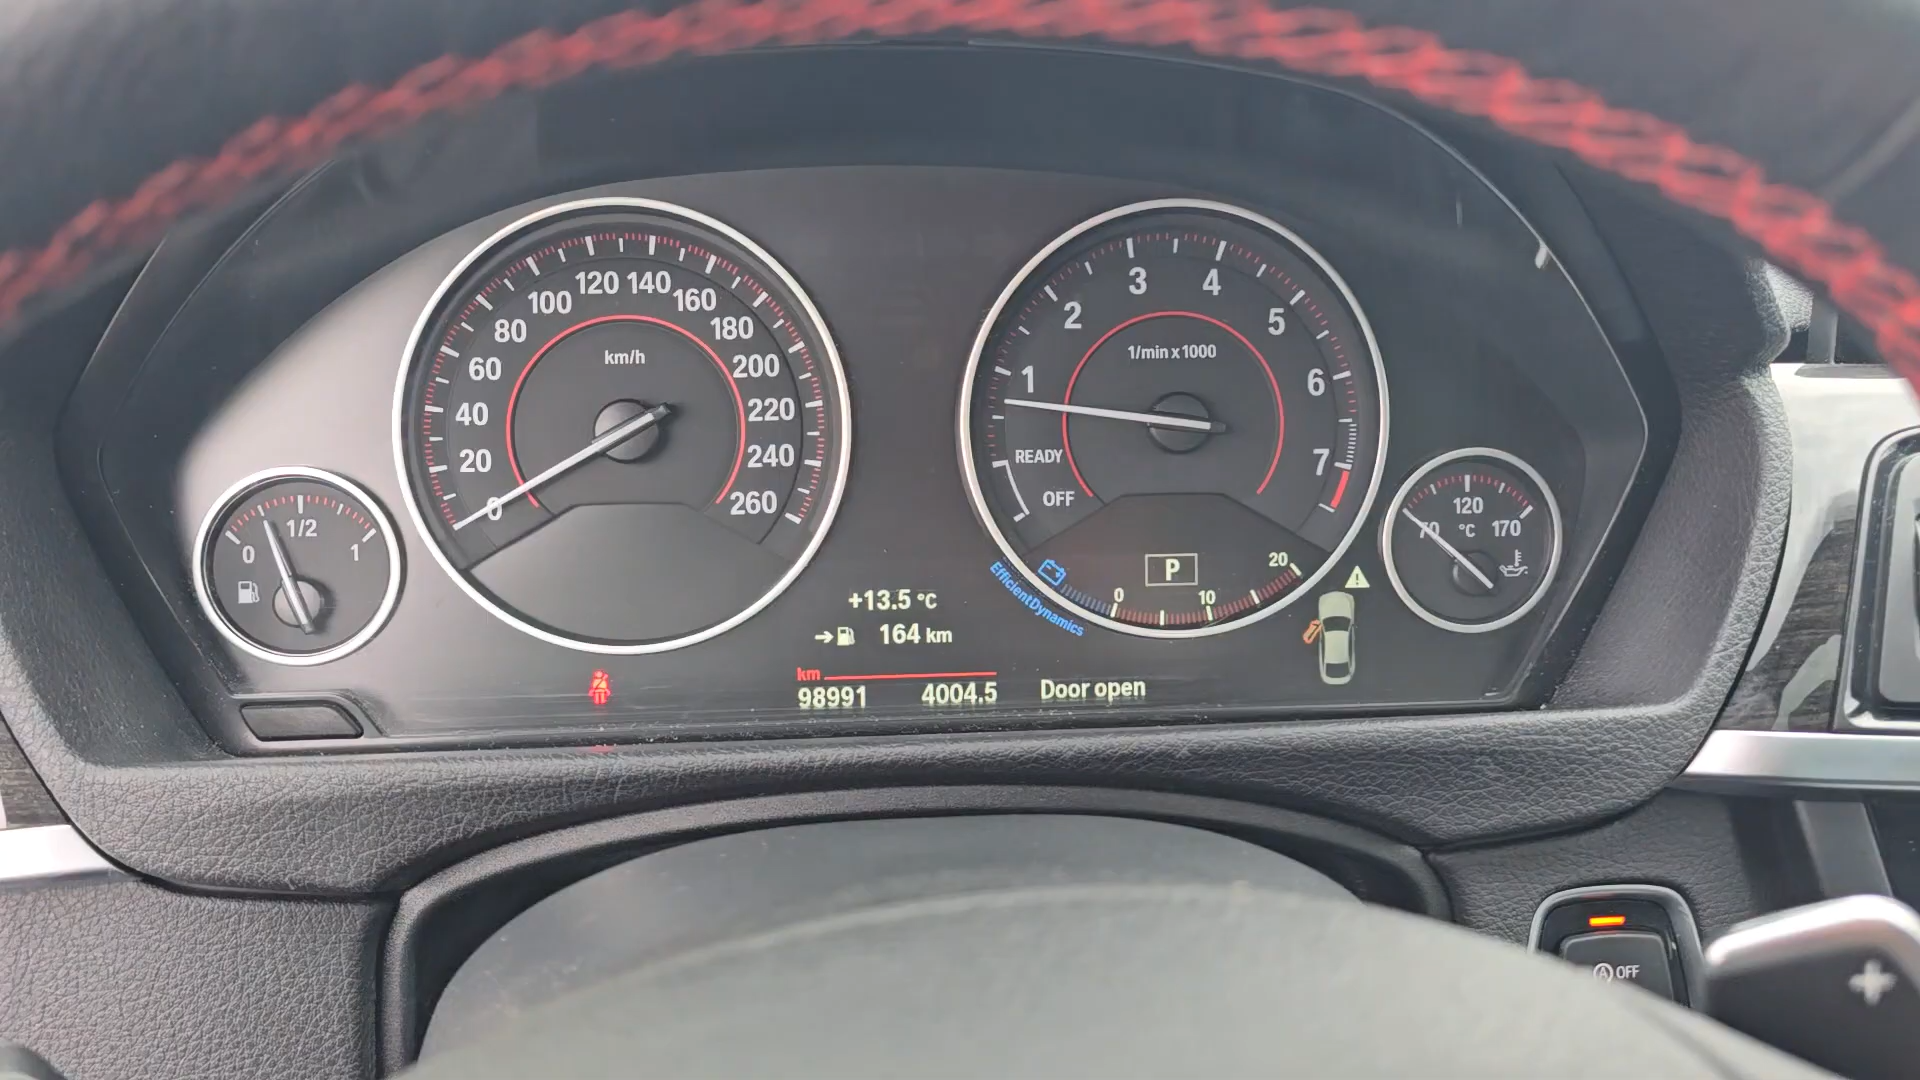 120 140
100 160
80 180
60 200
40 220
20 240
0 260
km/h
3 4
2 5
1 6
7
1/min x 1000
READY
OFF
P
0 10 20
EfficientDynamics
0 1/2 1
70 120 170
°C
+13.5 °C
➔ 164 km
km
98991 4004.5 Door open
A OFF
+